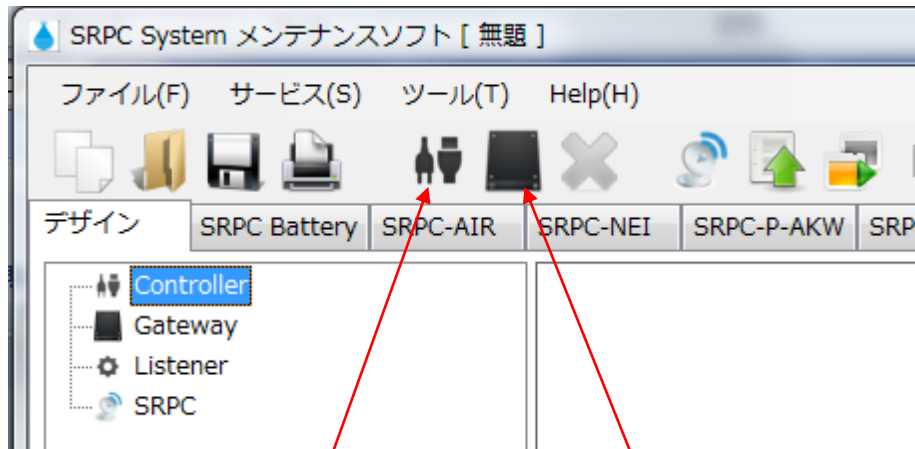 SRPC System メンテナンスソフト [ 無題 ]
ファイル(F) サービス(S) ツール(T) Help(H)
デザイン SRPC Battery SRPC-AIR SRPC-NEI SRPC-P-AKW SRP
Controller
Gateway
Listener
SRPC